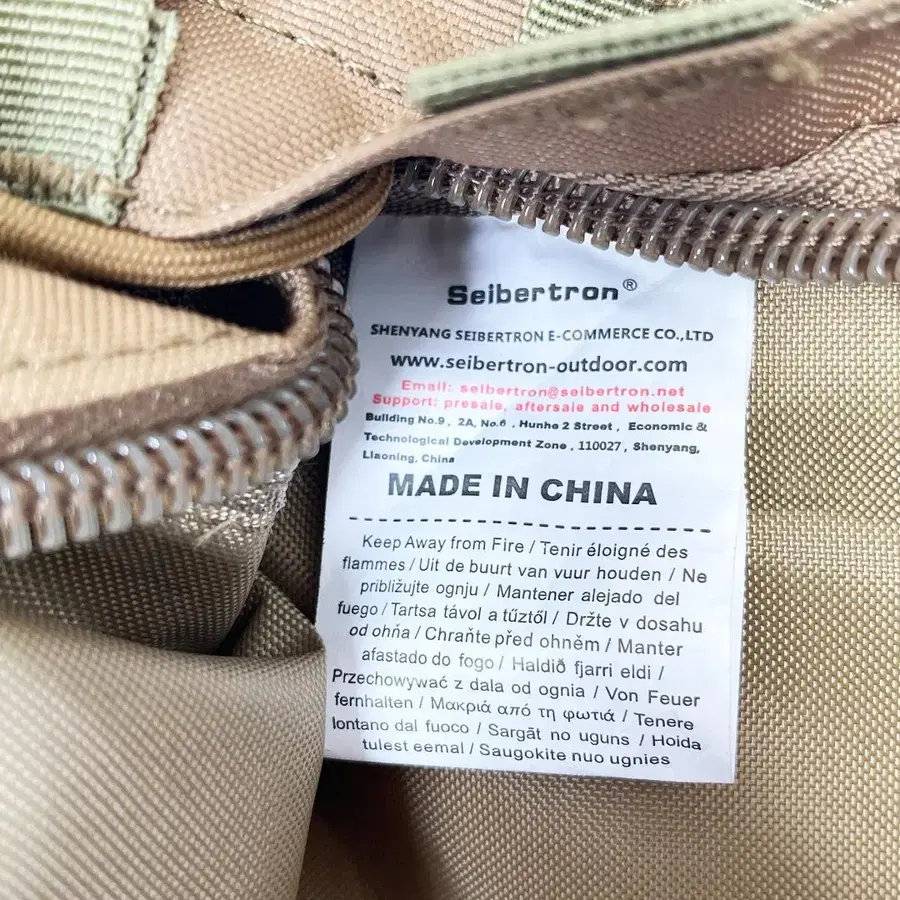 Seibertron®
SHENYANG SEIBERTRON E-COMMERCE CO.,LTD
www.seibertron-outdoor.com
Email: seibertron@seibertron.net
Support: presale, aftersale and wholesale
Building No.9 , 2A, No.6 , Hunhe 2 Street , Economic &
Technological Development Zone , 110027 , Shenyang,
Liaoning, China
MADE IN CHINA
Keep Away from Fire / Tenir éloigné des
flammes / Uit de buurt van vuur houden / Ne
približujte ognju / Mantener alejado del
fuego / Tartsa távol a tűztől / Držte v dosahu
od ohňa / Chraňte před ohněm / Manter
afastado do fogo / Haldið fjarri eldi /
Przechowywać z dala od ognia / Von Feuer
fernhalten / Μακριά από τη φωτιά / Tenere
lontano dal fuoco / Sargāt no uguns / Hoida
tulest eemal / Saugokite nuo ugnies